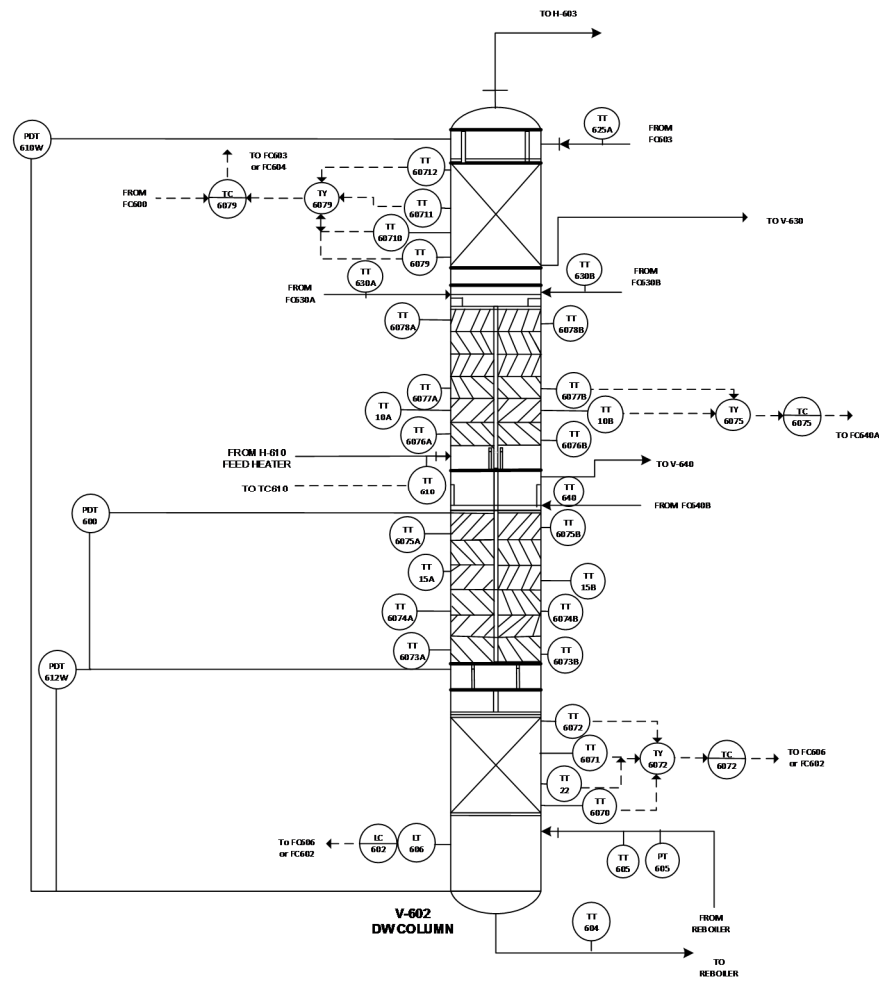 TO H-603
PDT
610W
TT
625A
FROM
FC603
TO FC603
or FC604
TT
60712
FROM
FC600
TC
6079
TY
6079
TT
60711
TT
60710
TT
6079
TO V-630
TT
630A
TT
630B
FROM
FC630A
FROM
FC630B
TT
6078A
TT
6078B
TT
6077A
TT
6077B
TT
10A
TT
10B
TY
6075
TC
6075
TO FC640A
TT
6076A
TT
6076B
FROM H-610
FEED HEATER
TO V-640
TO TC610
TT
610
TT
640
FROM FC640B
PDT
600
TT
6075A
TT
6075B
TT
15A
TT
15B
TT
6074A
TT
6074B
TT
6073A
TT
6073B
PDT
612W
TT
6072
TT
6071
TY
6072
TC
6072
TO FC606
or FC602
TT
22
TT
6070
To FC606
or FC602
LC
602
LT
606
TT
605
PT
605
V-602
DW COLUMN
FROM
REBOILER
TT
604
TO
REBOILER